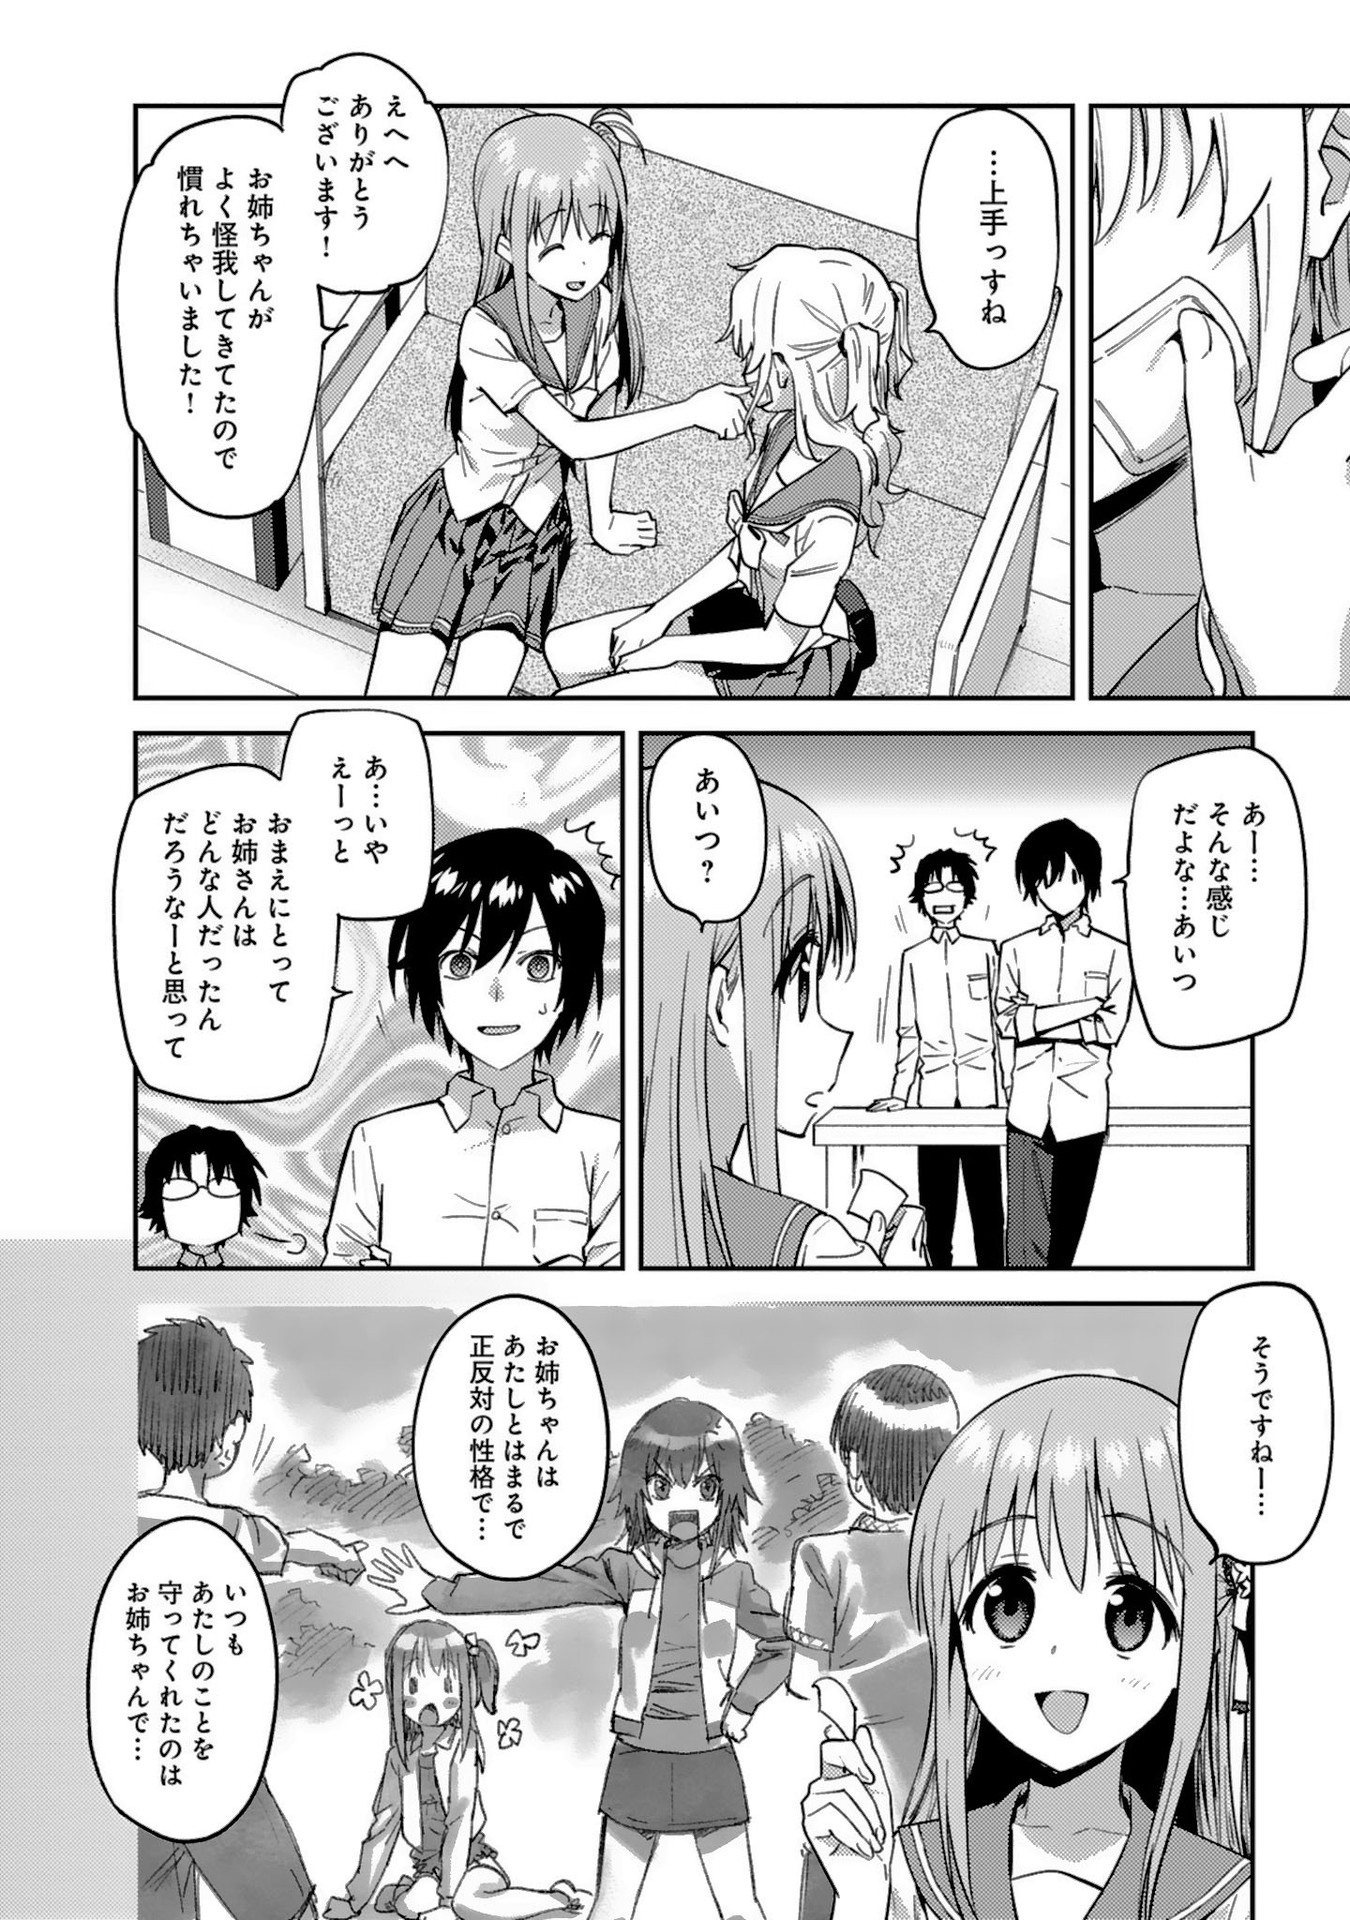 …上手っすね
えへへ
ありがとう
ございます！
お姉ちゃんが
よく怪我してきてたので
慣れちゃいました！
あー…
そんな感じ
だよな…あいつ
あいつ？
あ…いや
えーっと
おまえにとって
お姉さんは
どんな人だったん
だろうなーと思って
そうですねー…
お姉ちゃんは
あたしとはまるで
正反対の性格で…
いつも
あたしのことを
守ってくれたのは
お姉ちゃんで…